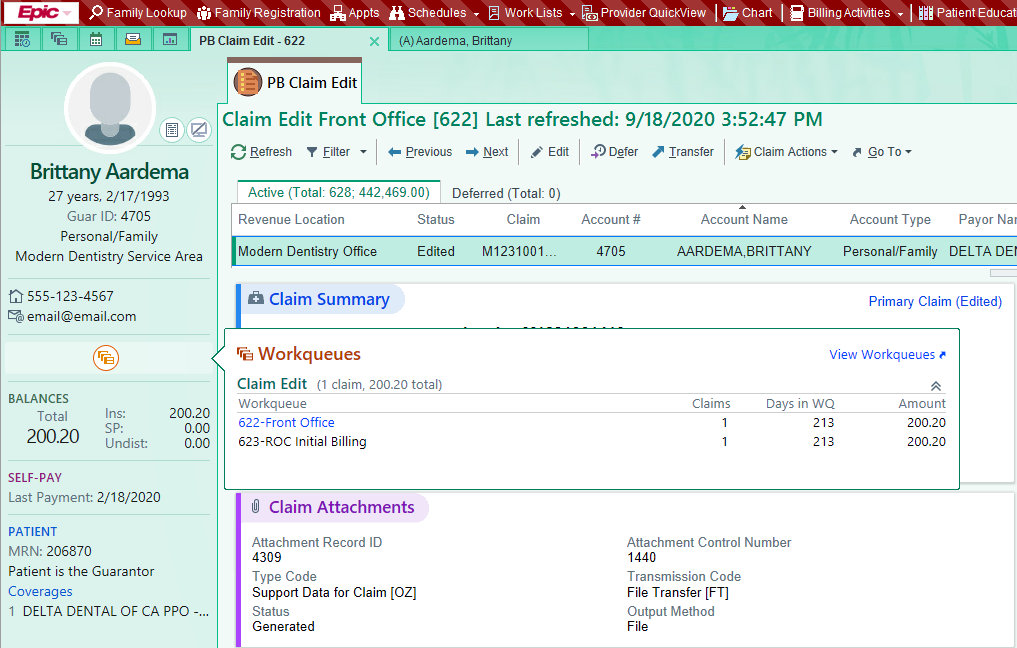 Epic Family Lookup Family Registration Appts Schedules Work Lists Provider QuickView Chart Billing Activities Patient Educat
PB Claim Edit - 622 (A) Aardema, Brittany
PB Claim Edit
Claim Edit Front Office [622] Last refreshed: 9/18/2020 3:52:47 PM
Refresh Filter Previous Next Edit Defer Transfer Claim Actions Go To
Active (Total: 628; 442,469.00) Deferred (Total: 0)
Revenue Location Status Claim Account # Account Name Account Type Payor Nar
Modern Dentistry Office Edited M1231001... 4705 AARDEMA,BRITTANY Personal/Family DELTA DEN
Brittany Aardema
27 years, 2/17/1993
Guar ID: 4705
Personal/Family
Modern Dentistry Service Area
555-123-4567
email@email.com
BALANCES
Total
200.20
Ins: 200.20
SP: 0.00
Undist: 0.00
SELF-PAY
Last Payment: 2/18/2020
PATIENT
MRN: 206870
Patient is the Guarantor
Coverages
1 DELTA DENTAL OF CA PPO -...
Claim Summary Primary Claim (Edited)
Workqueues View Workqueues
Claim Edit (1 claim, 200.20 total)
Workqueue Claims Days in WQ Amount
622-Front Office 1 213 200.20
623-ROC Initial Billing 1 213 200.20
Claim Attachments
Attachment Record ID Attachment Control Number
4309 1440
Type Code Transmission Code
Support Data for Claim [OZ] File Transfer [FT]
Status Output Method
Generated File